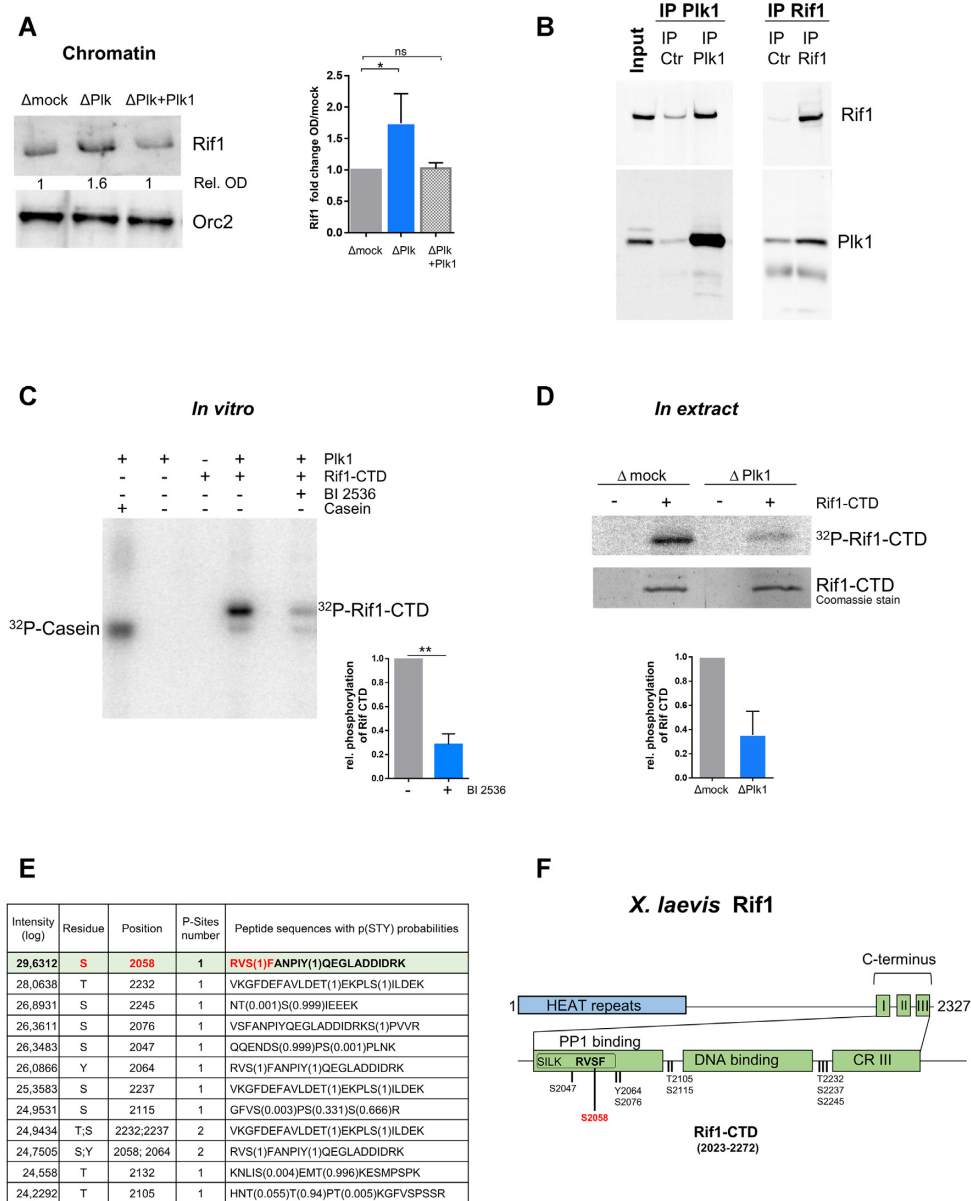 A
Chromatin
Δmock ΔPlk ΔPlk+Plk1
Rif1
1 1.6 1 Rel. OD
Orc2
ns
*
2.5
2.0
1.5
1.0
0.5
0.0
Rif1 fold change OD/mock
Δmock ΔPlk ΔPlk
+Plk1
B
IP Plk1 IP Rif1
Input
IP IP IP IP
Ctr Plk1 Ctr Rif1
Rif1
Plk1
C
In vitro
+ + - + + Plk1
- - + + + Rif1-CTD
- - - - + BI 2536
+ - - - - Casein
32P-Rif1-CTD
32P-Casein
**
1.0
0.8
0.6
0.4
0.2
0.0
rel. phosphorylation
of Rif CTD
- + BI 2536
D
In extract
Δ mock Δ Plk1
- + - + Rif1-CTD
32P-Rif1-CTD
Rif1-CTD
Coomassie stain
1.0
0.8
0.6
0.4
0.2
0.0
rel. phosphorylation
of Rif CTD
Δmock ΔPlk1
E
Intensity (log) Residue Position P-Sites number Peptide sequences with p(STY) probabilities
29,6312 S 2058 1 RVS(1)FANPIY(1)QEGLADDIDRK
28,0638 T 2232 1 VKGFDEFAVLDET(1)EKPLS(1)ILDEK
26,8931 S 2245 1 NT(0.001)S(0.999)IEEEK
26,3611 S 2076 1 VSFANPIYQEGLADDIDRKS(1)PVVR
26,3483 S 2047 1 QQENDS(0.999)PS(0.001)PLNK
26,0866 Y 2064 1 RVS(1)FANPIY(1)QEGLADDIDRK
25,3583 S 2237 1 VKGFDEFAVLDET(1)EKPLS(1)ILDEK
24,9531 S 2115 1 GFVS(0.003)PS(0.331)S(0.666)R
24,9434 T;S 2232;2237 2 VKGFDEFAVLDET(1)EKPLS(1)ILDEK
24,7505 S;Y 2058; 2064 2 RVS(1)FANPIY(1)QEGLADDIDRK
24,558 T 2132 1 KNLIS(0.004)EMT(0.996)KESMPSPK
24,2292 T 2105 1 HNT(0.055)T(0.94)PT(0.005)KGFVSPSSR
F
X. laevis Rif1
C-terminus
1 HEAT repeats I II III 2327
PP1 binding
SILK RVSF DNA binding CR III
S2047 Y2064 T2105 T2232
S2076 S2115 S2237
S2245
S2058
Rif1-CTD
(2023-2272)